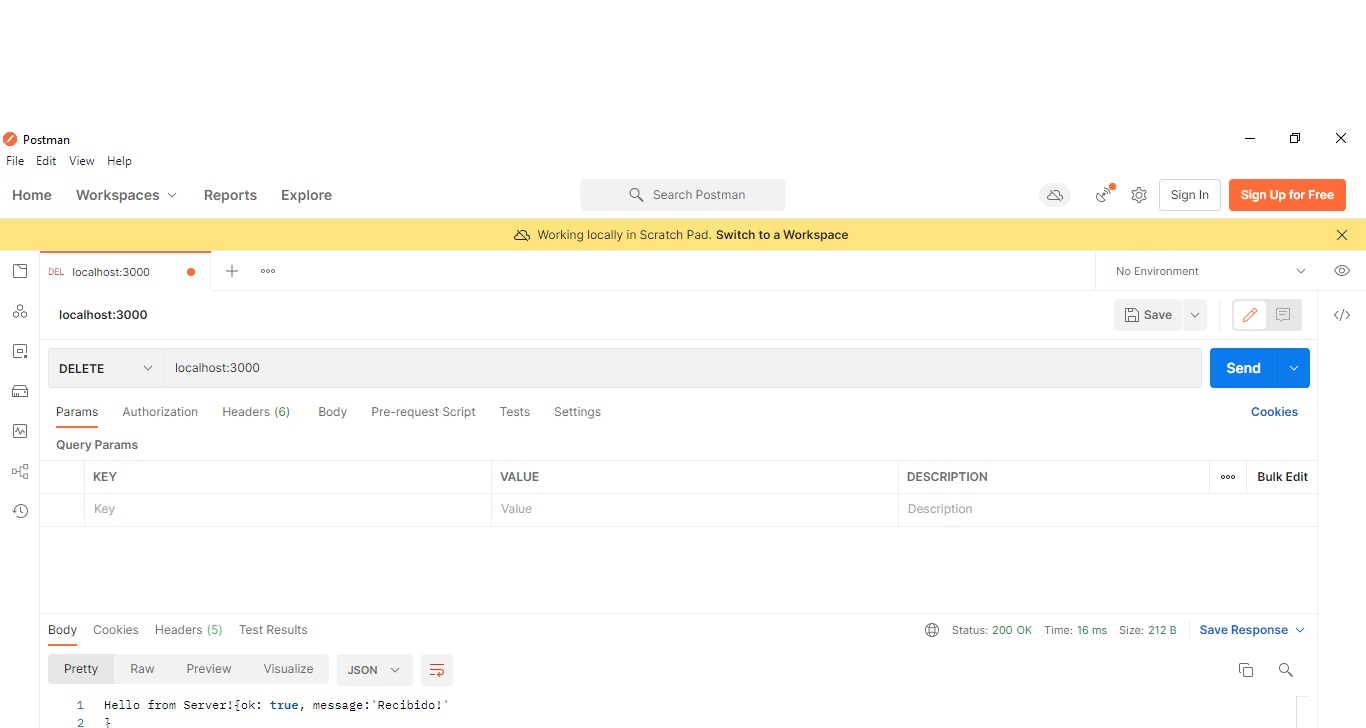 Postman
File Edit View Help
Home Workspaces Reports Explore Search Postman Sign In Sign Up for Free
Working locally in Scratch Pad. Switch to a Workspace
DEL localhost:3000 No Environment
localhost:3000 Save
DELETE localhost:3000 Send
Params Authorization Headers (6) Body Pre-request Script Tests Settings Cookies
Query Params
KEY VALUE DESCRIPTION Bulk Edit
Key Value Description
Body Cookies Headers (5) Test Results Status: 200 OK Time: 16 ms Size: 212 B Save Response
Pretty Raw Preview Visualize JSON
1 Hello from Server!{ok: true, message:'Recibido!'
2 }